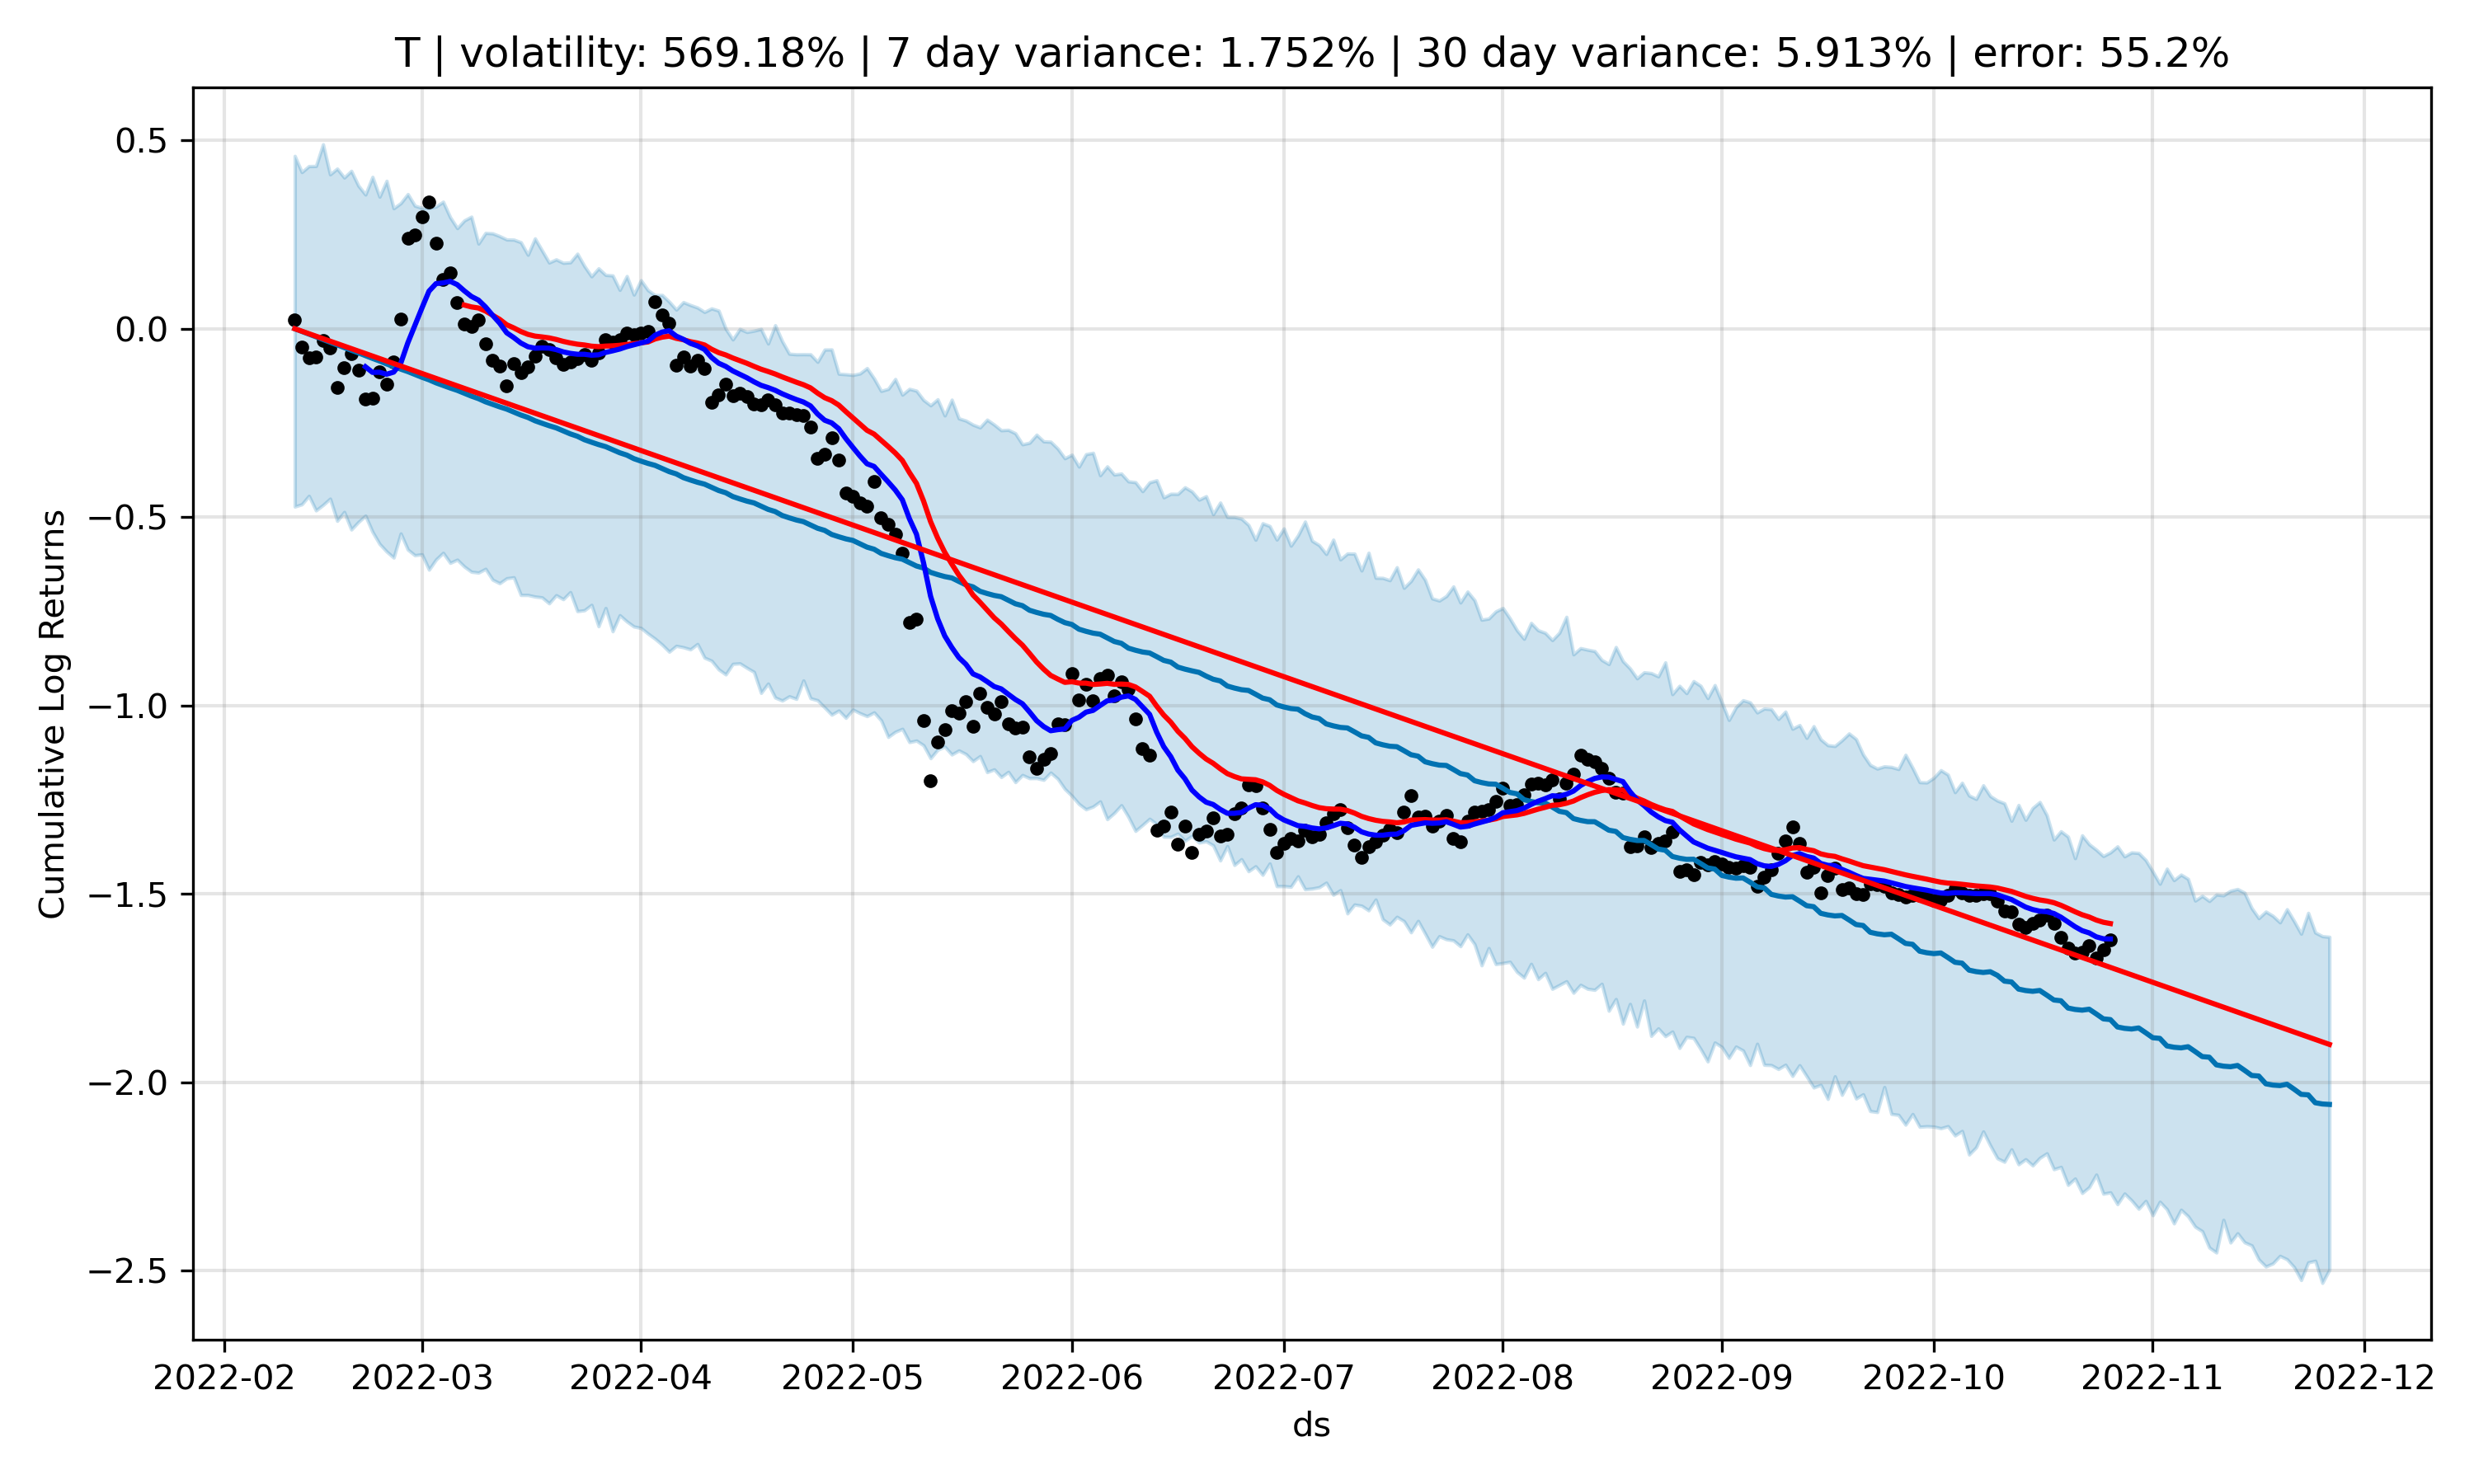 T | volatility: 569.18% | 7 day variance: 1.752% | 30 day variance: 5.913% | error: 55.2%
Cumulative Log Returns
0.5
0.0
−0.5
−1.0
−1.5
−2.0
−2.5
2022-02 2022-03 2022-04 2022-05 2022-06 2022-07 2022-08 2022-09 2022-10 2022-11 2022-12
ds